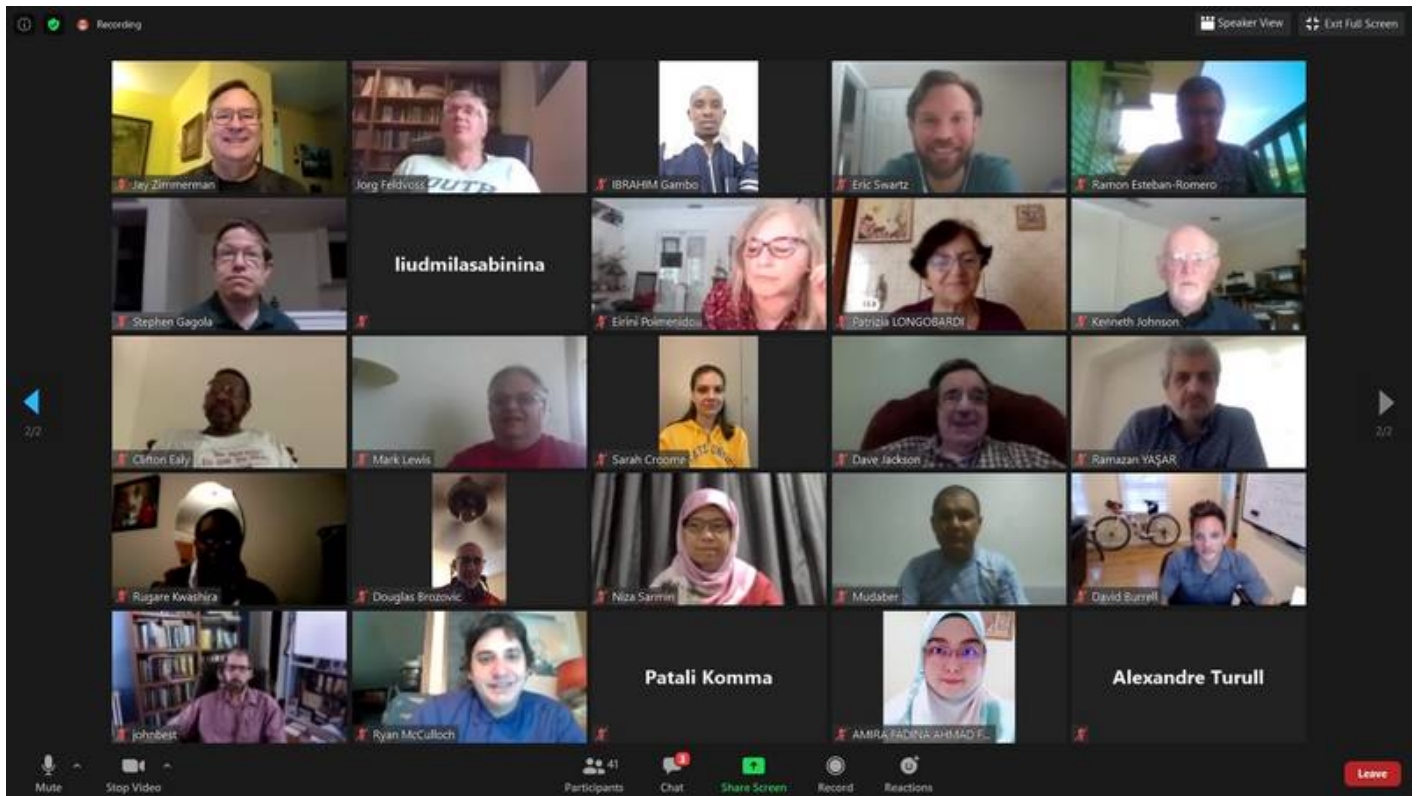 Recording
Speaker View
Exit Full Screen
Jay Zimmerman
Jorg Feldvoss
IBRAHIM Gambo
Eric Swartz
Ramon Esteban-Romero
Stephen Gagola
liudmilasabinina
Eirini Poimenido...
Patrizia LONGOBARDI
Kenneth Johnson
Clifton Ealy
Mark Lewis
Sarah Croome
Dave Jackson
Ramazan YAŞAR
2/2
2/2
Rugare Kwashira
Douglas Brozovic
Niza Sarmin
Mudaber
David Burrell
johnbest
Ryan McCulloch
Patali Komma
AMIRA FADINA AHMAD F...
Alexandre Turull
Mute
Stop Video
Participants
41
Chat
3
Share Screen
Record
Reactions
Leave